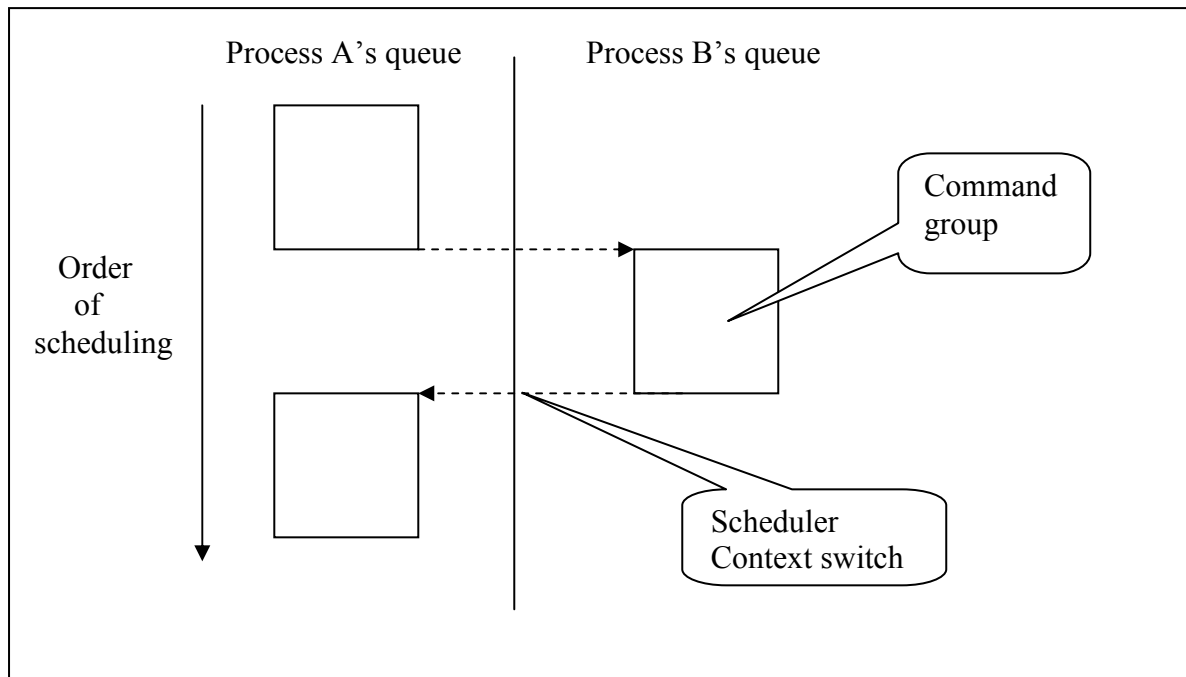 Process A’s queue
Process B’s queue
Command
group
Order
of
scheduling
Scheduler
Context switch